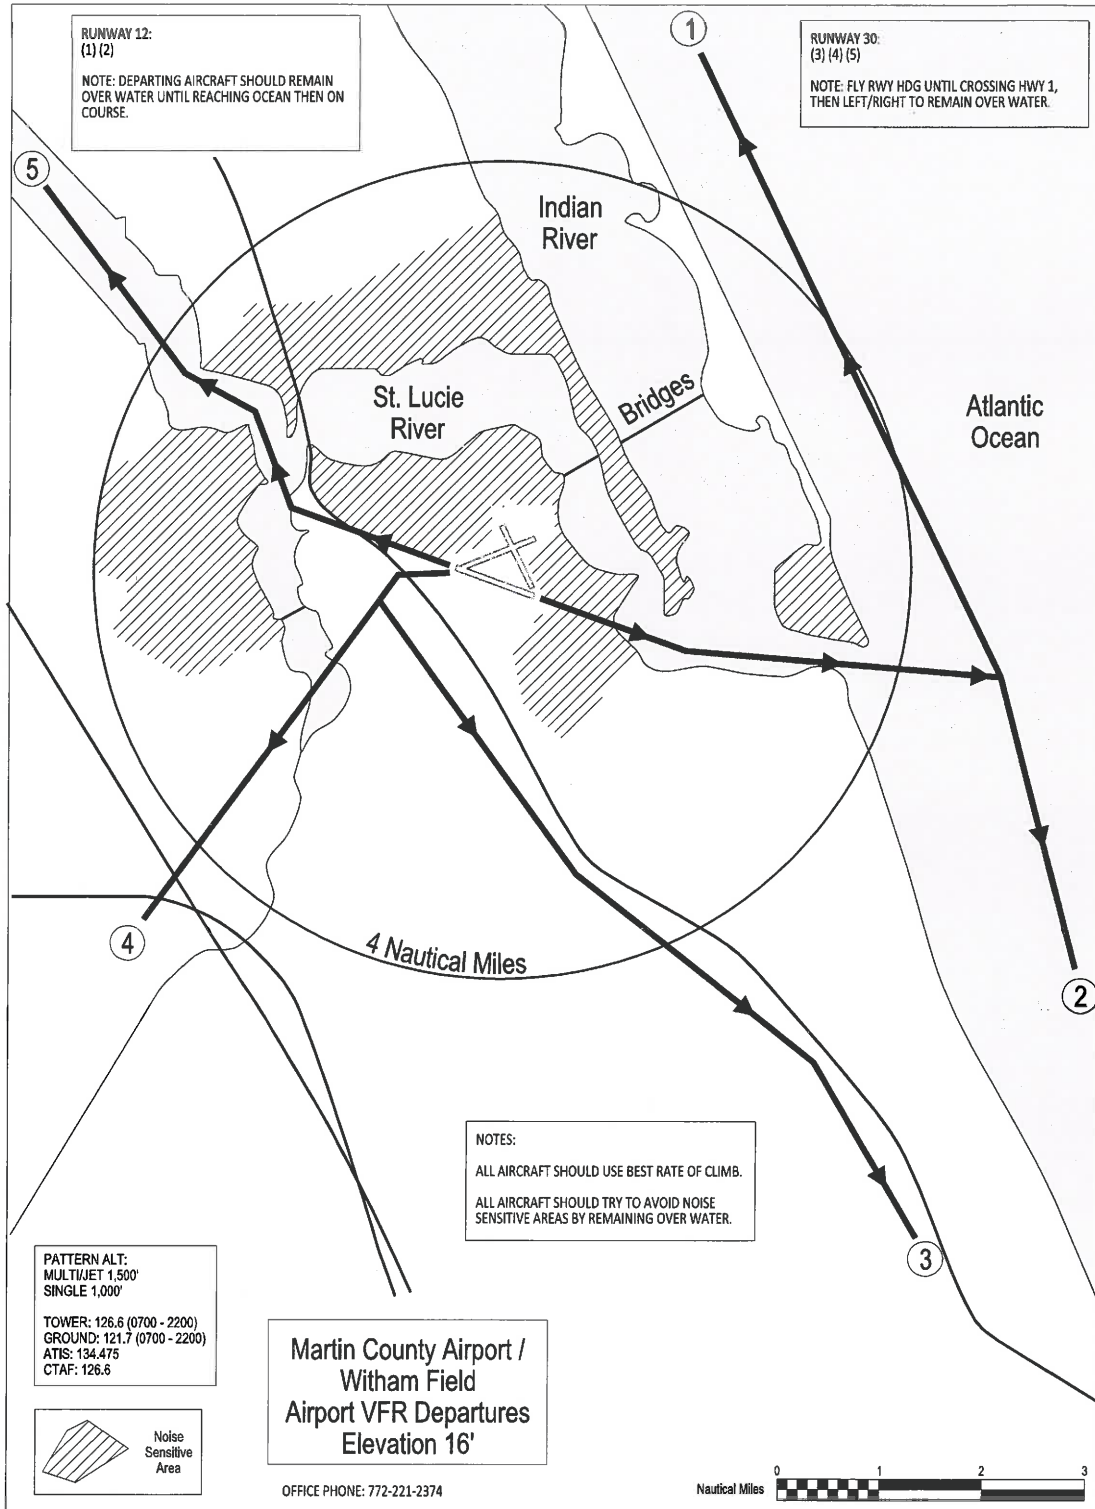 RUNWAY 12:
(1) (2)
NOTE: DEPARTING AIRCRAFT SHOULD REMAIN
OVER WATER UNTIL REACHING OCEAN THEN ON
COURSE.
1
RUNWAY 30:
(3) (4) (5)
NOTE: FLY RWY HDG UNTIL CROSSING HWY 1,
THEN LEFT/RIGHT TO REMAIN OVER WATER.
5
Indian
River
St. Lucie
River
Bridges
Atlantic
Ocean
4
4 Nautical Miles
2
3
NOTES:
ALL AIRCRAFT SHOULD USE BEST RATE OF CLIMB.
ALL AIRCRAFT SHOULD TRY TO AVOID NOISE
SENSITIVE AREAS BY REMAINING OVER WATER.
PATTERN ALT:
MULTI/JET 1,500'
SINGLE 1,000'
TOWER: 126.6 (0700 - 2200)
GROUND: 121.7 (0700 - 2200)
ATIS: 134.475
CTAF: 126.6
Noise
Sensitive
Area
Martin County Airport /
Witham Field
Airport VFR Departures
Elevation 16'
OFFICE PHONE: 772-221-2374
Nautical Miles
0 1 2 3